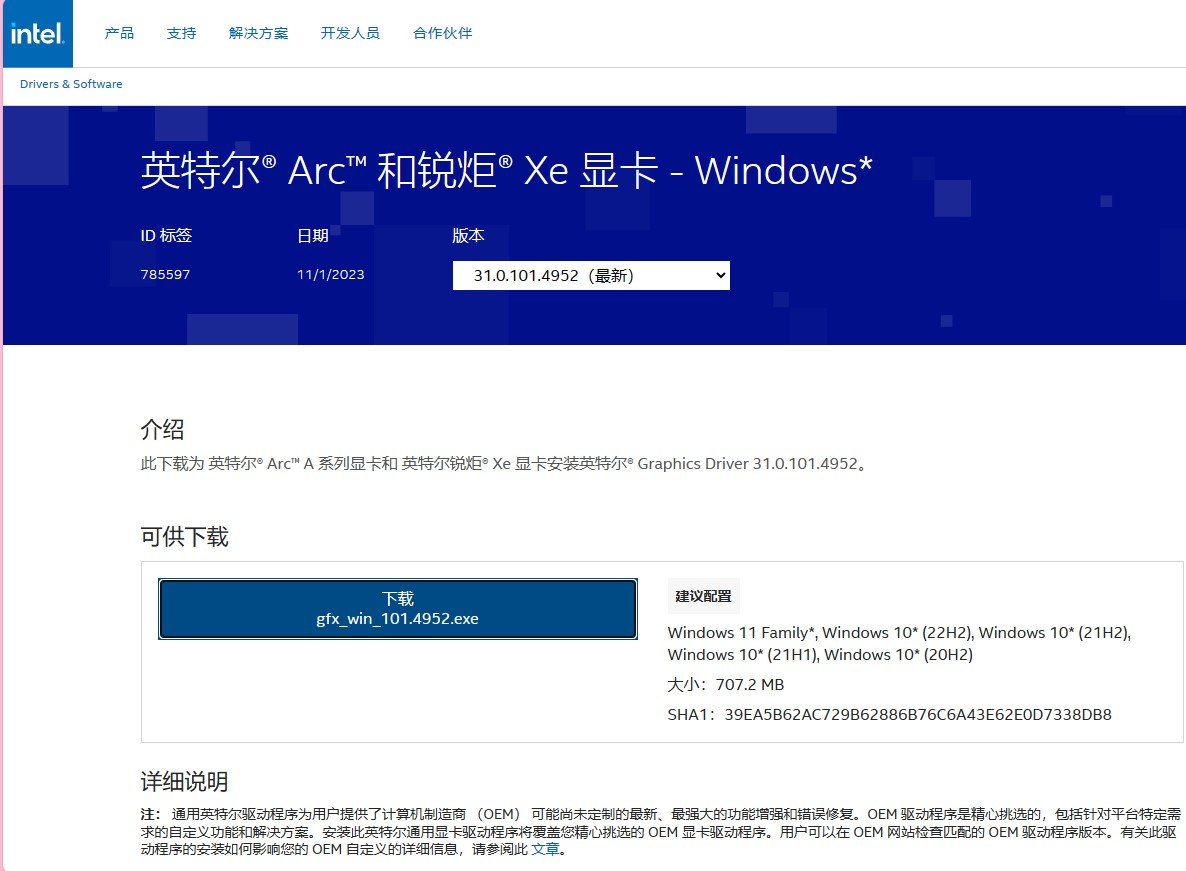 intel.
产品 支持 解决方案 开发人员 合作伙伴
Drivers & Software
英特尔® Arc™ 和锐炬® Xe 显卡 - Windows*
ID 标签 日期 版本
785597 11/1/2023 31.0.101.4952（最新）
介绍
此下载为 英特尔® Arc™ A 系列显卡和 英特尔锐炬® Xe 显卡安装英特尔® Graphics Driver 31.0.101.4952。
可供下载
下载
gfx_win_101.4952.exe
建议配置
Windows 11 Family*, Windows 10* (22H2), Windows 10* (21H2),
Windows 10* (21H1), Windows 10* (20H2)
大小：707.2 MB
SHA1：39EA5B62AC729B62886B76C6A43E62E0D7338DB8
详细说明
注： 通用英特尔驱动程序为用户提供了计算机制造商 （OEM） 可能尚未定制的最新、最强大的功能增强和错误修复。OEM 驱动程序是精心挑选的，包括针对平台特定需
求的自定义功能和解决方案。安装此英特尔通用显卡驱动程序将覆盖您精心挑选的 OEM 显卡驱动程序。用户可以在 OEM 网站检查匹配的 OEM 驱动程序版本。有关此驱
动程序的安装如何影响您的 OEM 自定义的详细信息，请参阅此 文章。